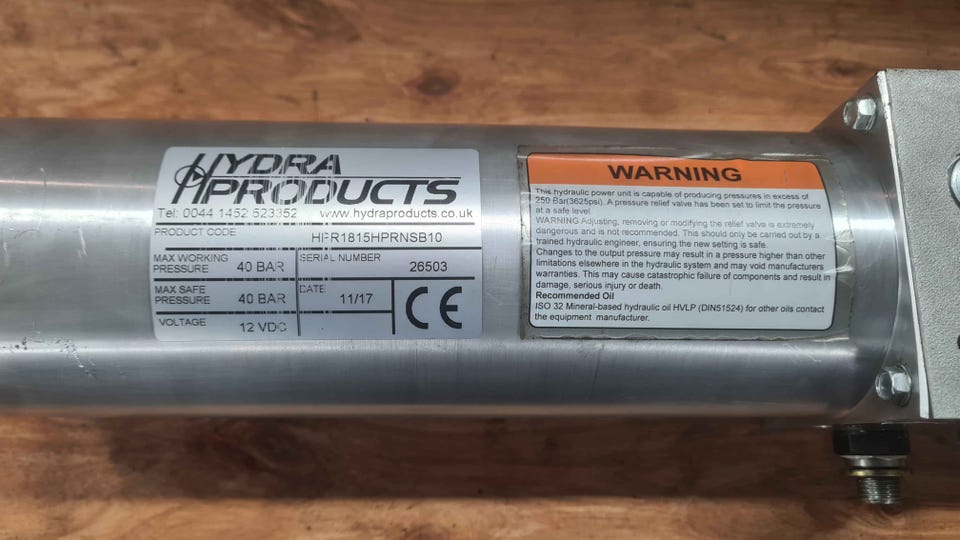 HYDRA
PRODUCTS
Tel: 0044 1452 523352 www.hydraproducts.co.uk
PRODUCT CODE HPR1815HPRNSB10
MAX WORKING PRESSURE 40 BAR SERIAL NUMBER 26503
MAX SAFE PRESSURE 40 BAR DATE 11/17 CE
VOLTAGE 12 VDC
WARNING
This hydraulic power unit is capable of producing pressures in excess of
250 Bar(3625psi). A pressure relief valve has been set to limit the pressure
at a safe level.
WARNING Adjusting, removing or modifying the relief valve is extremely
dangerous and is not recommended. This should only be carried out by a
trained hydraulic engineer, ensuring the new setting is safe.
Changes to the output pressure may result in a pressure higher than other
limitations elsewhere in the hydraulic system and may void manufacturers
warranties. This may cause catastrophic failure of components and result in
damage, serious injury or death.
Recommended Oil
ISO 32 Mineral-based hydraulic oil HVLP (DIN51524) for other oils contact
the equipment manufacturer.